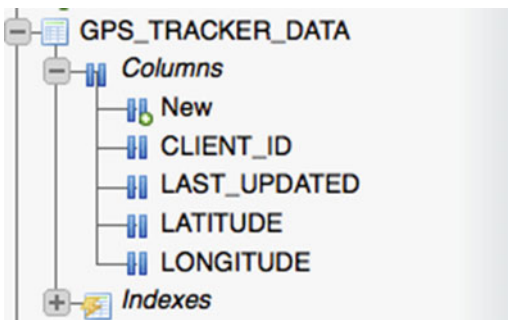 GPS_TRACKER_DATA
Columns
New
CLIENT_ID
LAST_UPDATED
LATITUDE
LONGITUDE
Indexes